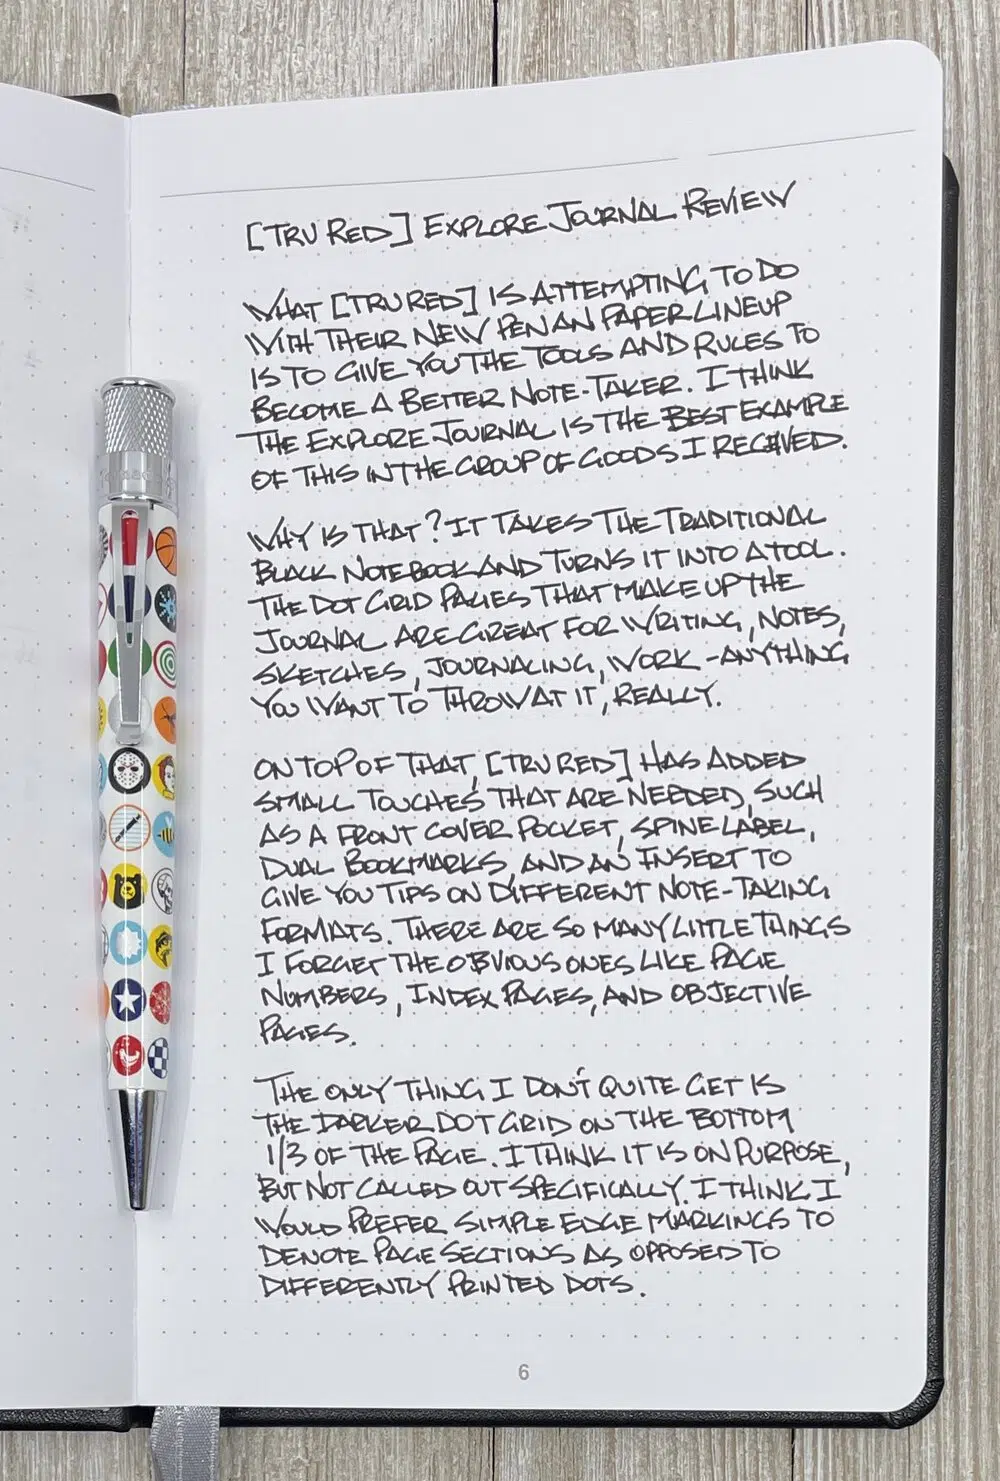 [TRU RED] EXPLORE JOURNAL REVIEW
WHAT [TRU RED] IS ATTEMPTING TO DO
WITH THEIR NEW PEN AN PAPER LINEUP
IS TO GIVE YOU THE TOOLS AND RULES TO
BECOME A BETTER NOTE-TAKER. I THINK
THE EXPLORE JOURNAL IS THE BEST EXAMPLE
OF THIS IN THE GROUP OF GOODS I RECEIVED.
WHY IS THAT? IT TAKES THE TRADITIONAL
BLACK NOTEBOOK AND TURNS IT INTO A TOOL.
THE DOT GRID PAGES THAT MAKE UP THE
JOURNAL ARE GREAT FOR WRITING, NOTES,
SKETCHES, JOURNALING, WORK - ANYTHING
YOU WANT TO THROW AT IT, REALLY.
ON TOP OF THAT, [TRU RED] HAS ADDED
SMALL TOUCHES THAT ARE NEEDED, SUCH
AS A FRONT COVER POCKET, SPINE LABEL,
DUAL BOOKMARKS, AND AN INSERT TO
GIVE YOU TIPS ON DIFFERENT NOTE-TAKING
FORMATS. THERE ARE SO MANY LITTLE THINGS
I FORGET THE OBVIOUS ONES LIKE PAGE
NUMBERS, INDEX PAGES, AND OBJECTIVE
PAGES.
THE ONLY THING I DON'T QUITE GET IS
THE DARKER DOT GRID ON THE BOTTOM
1/3 OF THE PAGE. I THINK IT IS ON PURPOSE,
BUT NOT CALLED OUT SPECIFICALLY. I THINK I
WOULD PREFER SIMPLE EDGE MARKINGS TO
DENOTE PAGE SECTIONS AS OPPOSED TO
DIFFERENTLY PRINTED DOTS.
6